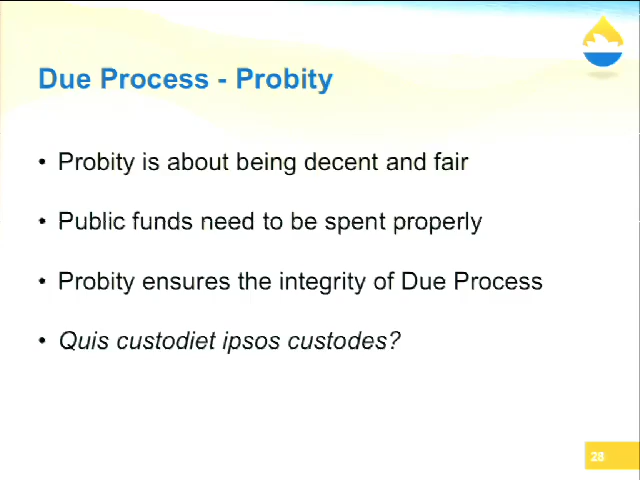 Due Process - Probity
• Probity is about being decent and fair
• Public funds need to be spent properly
• Probity ensures the integrity of Due Process
• Quis custodiet ipsos custodes?
28